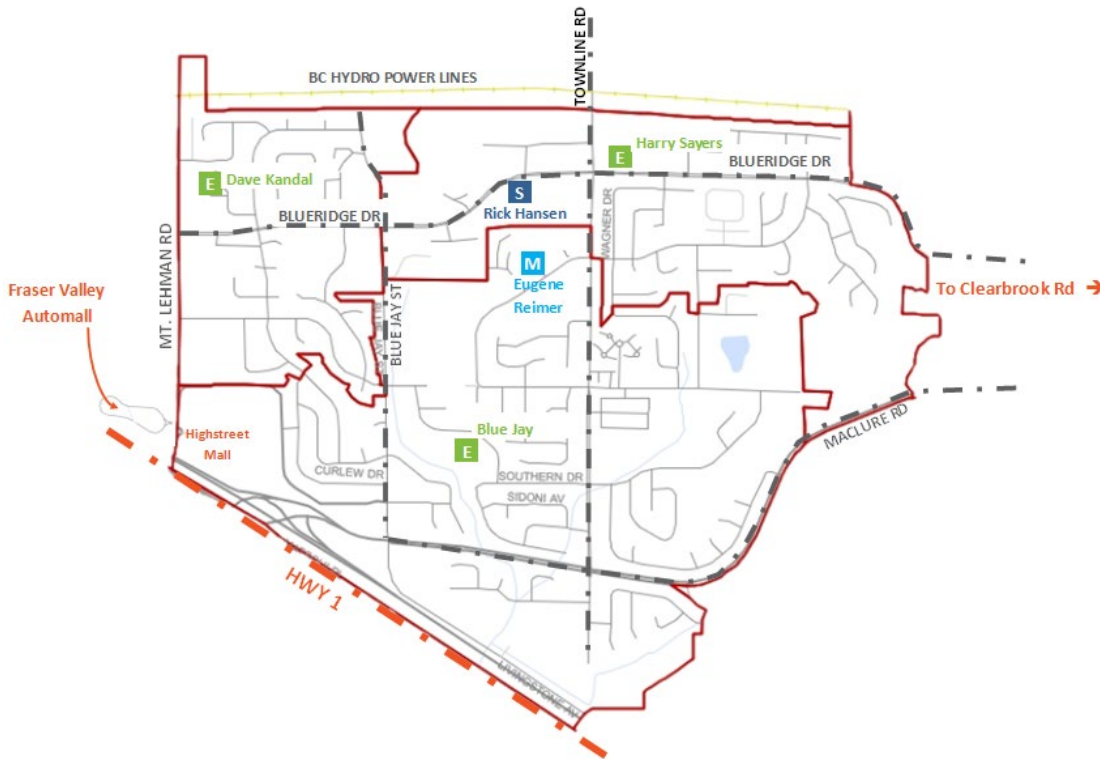 TOWNLINE RD
BC HYDRO POWER LINES
Harry Sayers
E
BLUERIDGE DR
E
Dave Kandal
S
Rick Hansen
BLUERIDGE DR
WAGNER DR
MT. LEHMAN RD
M
Eugene
Reimer
Fraser Valley
Automall
To Clearbrook Rd
BLUE JAY ST
Highstreet
Mall
Blue Jay
E
MACLURE RD
CURLEW DR
SOUTHERN DR
SIDONI AV
HWY 1
LIVINGSTONE AV